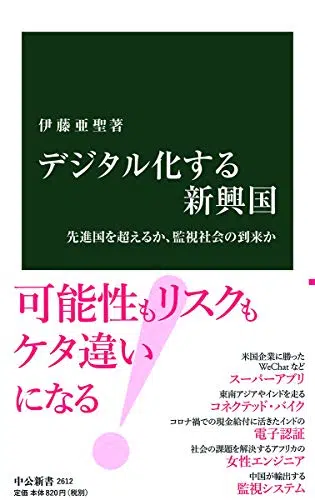 伊藤亜聖著
デジタル化する
新興国
先進国を超えるか、監視社会の到来か
可能性もリスクも
ケタ違い
になる!
米国企業に勝った
WeChatなど
スーパーアプリ
東南アジアやインドを走る
コネクテッド・バイク
コロナ禍での現金給付に活きたインドの
電子認証
社会の課題を解決するアフリカの
女性エンジニア
中国が輸出する
監視システム
中公新書 2612
定価 本体820円(税別)